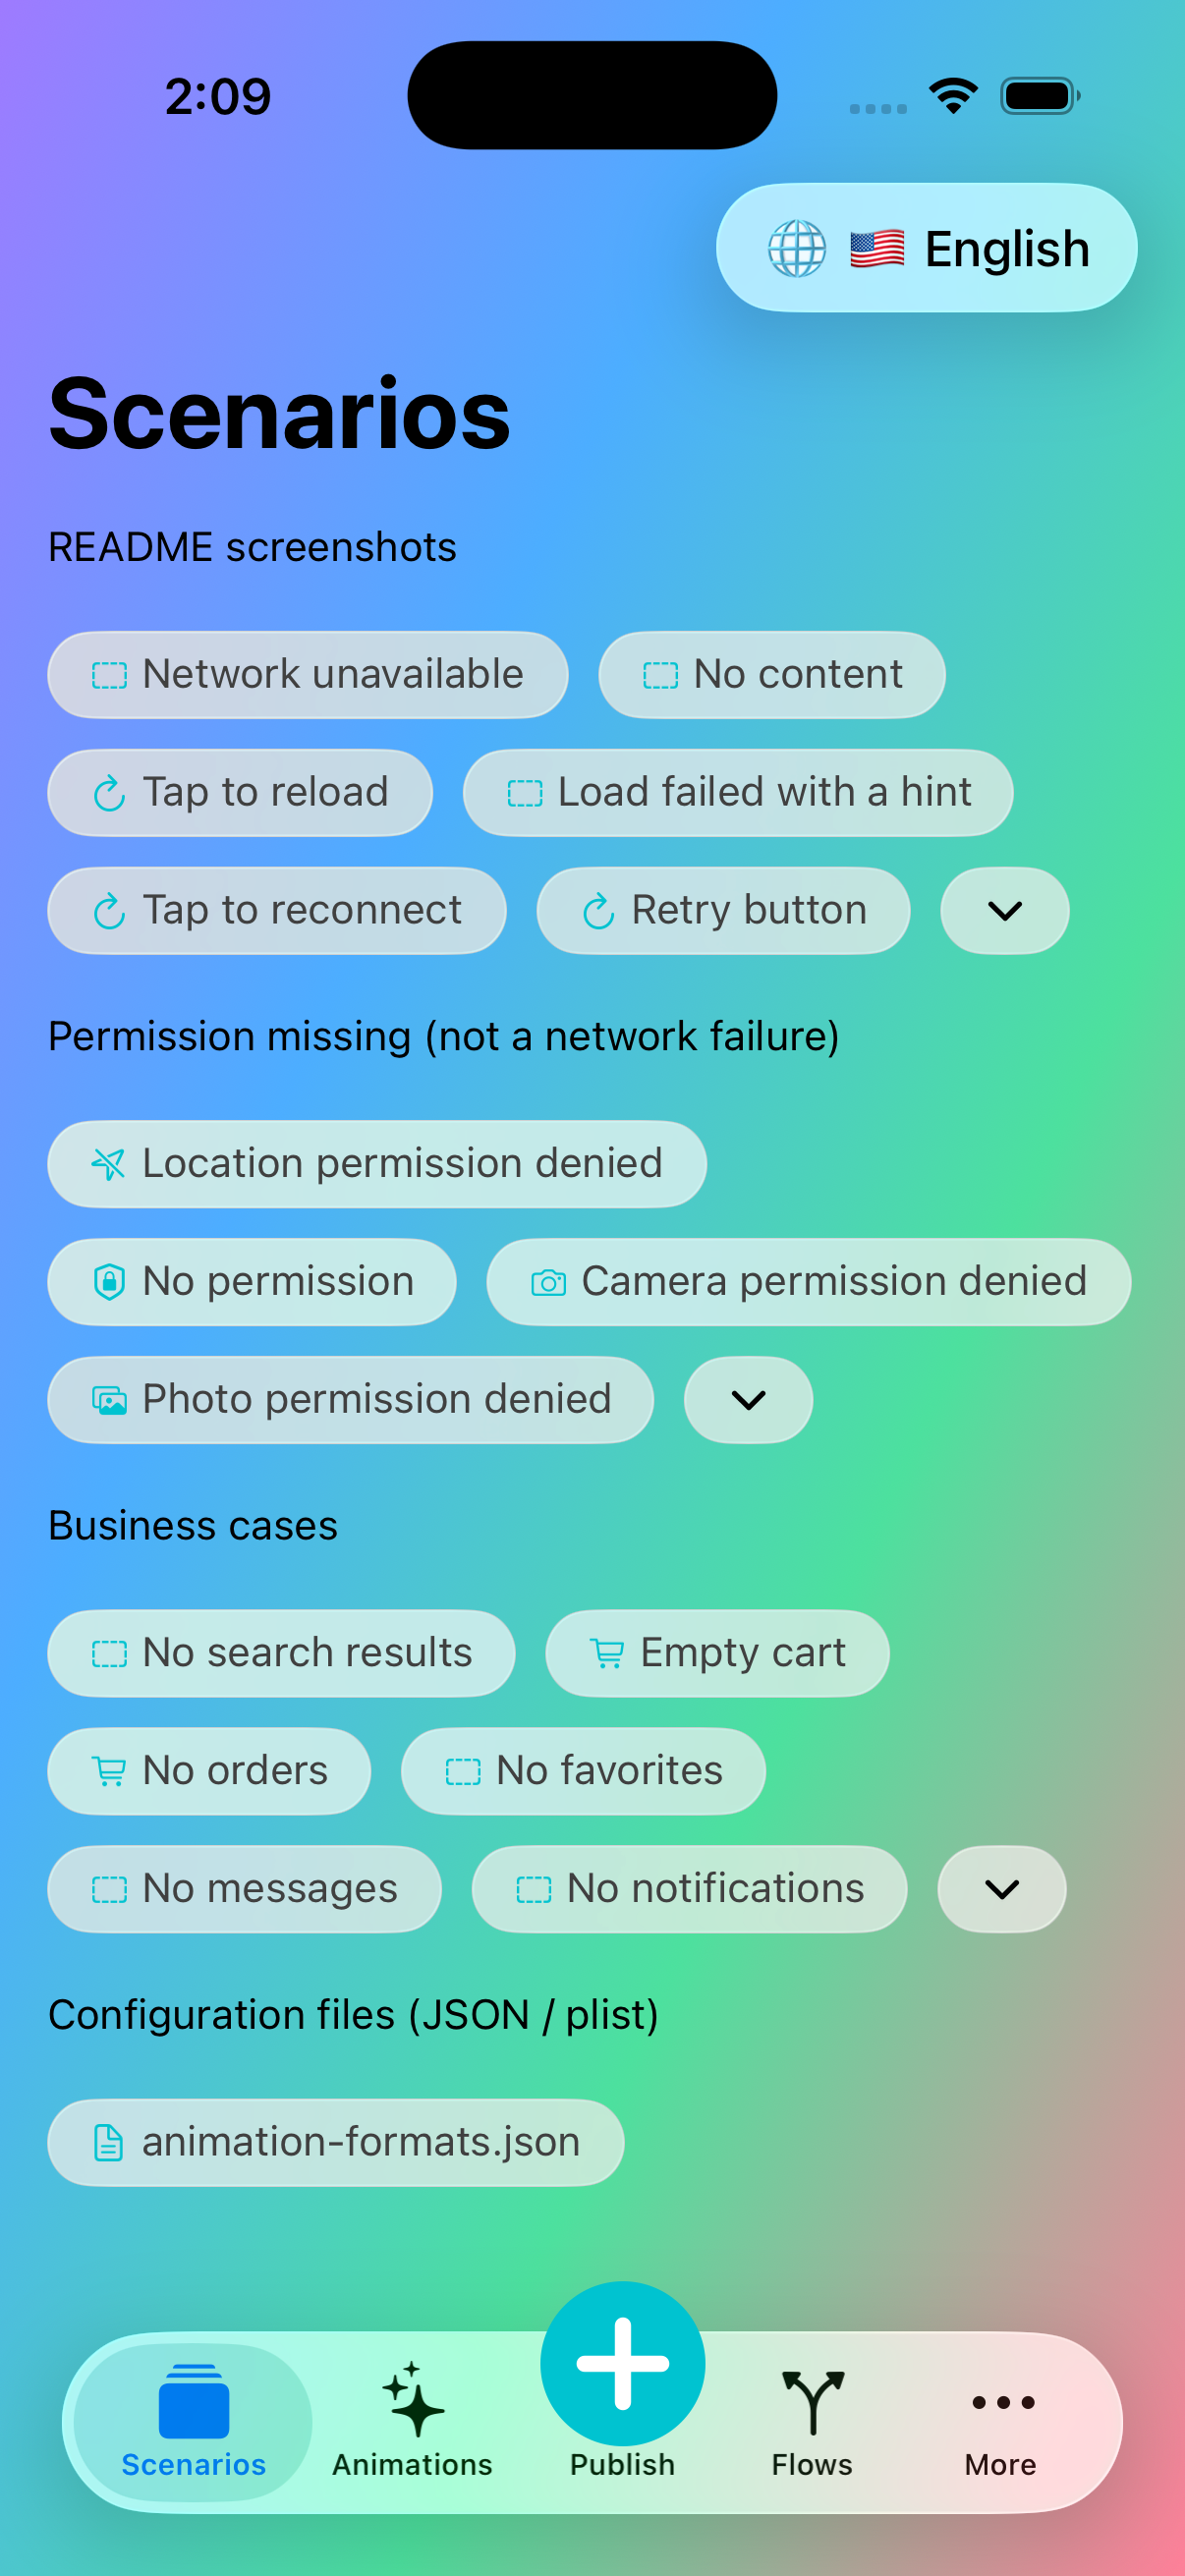 2:09
English
Scenarios
README screenshots
Network unavailable No content
Tap to reload Load failed with a hint
Tap to reconnect Retry button
Permission missing (not a network failure)
Location permission denied
No permission Camera permission denied
Photo permission denied
Business cases
No search results Empty cart
No orders No favorites
No messages No notifications
Configuration files (JSON / plist)
animation-formats.json
Scenarios Animations Publish Flows More